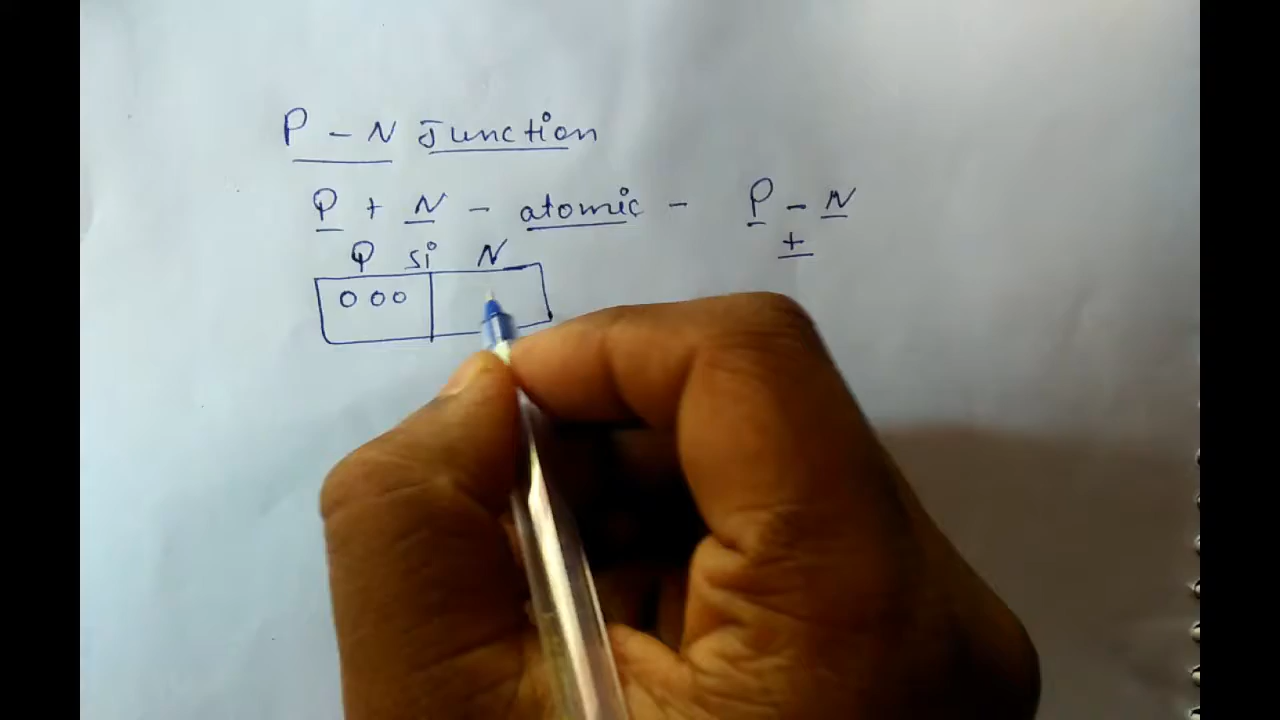 P - N Junction
P + N - atomic - P - N
+
P si N